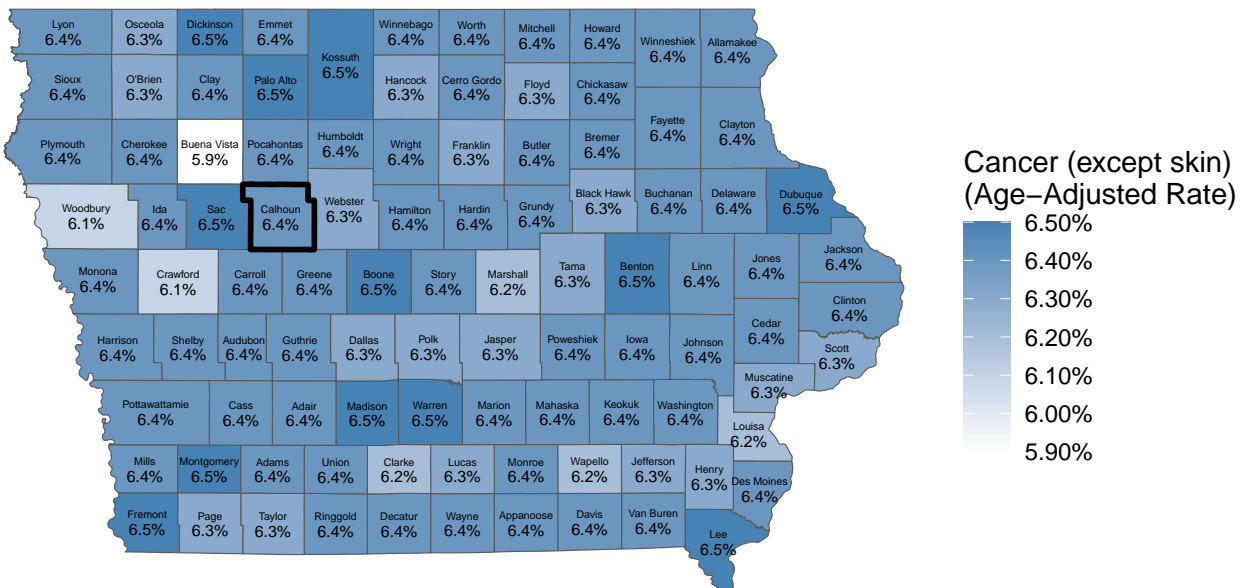 Lyon
6.4%
Osceola
6.3%
Dickinson
6.5%
Emmet
6.4%
Kossuth
6.5%
Winnebago
6.4%
Worth
6.4%
Mitchell
6.4%
Howard
6.4%
Winneshiek
6.4%
Allamakee
6.4%
Sioux
6.4%
O'Brien
6.3%
Clay
6.4%
Palo Alto
6.5%
Hancock
6.3%
Cerro Gordo
6.4%
Floyd
6.3%
Chickasaw
6.4%
Plymouth
6.4%
Cherokee
6.4%
Buena Vista
5.9%
Pocahontas
6.4%
Humboldt
6.4%
Wright
6.4%
Franklin
6.3%
Butler
6.4%
Bremer
6.4%
Fayette
6.4%
Clayton
6.4%
Woodbury
6.1%
Ida
6.4%
Sac
6.5%
Calhoun
6.4%
Webster
6.3%
Hamilton
6.4%
Hardin
6.4%
Grundy
6.4%
Black Hawk
6.3%
Buchanan
6.4%
Delaware
6.4%
Dubuque
6.5%
Monona
6.4%
Crawford
6.1%
Carroll
6.4%
Greene
6.4%
Boone
6.5%
Story
6.4%
Marshall
6.2%
Tama
6.3%
Benton
6.5%
Linn
6.4%
Jones
6.4%
Jackson
6.4%
Clinton
6.4%
Harrison
6.4%
Shelby
6.4%
Audubon
6.4%
Guthrie
6.4%
Dallas
6.3%
Polk
6.3%
Jasper
6.3%
Poweshiek
6.4%
Iowa
6.4%
Johnson
6.4%
Cedar
6.4%
Scott
6.3%
Muscatine
6.3%
Pottawattamie
6.4%
Cass
6.4%
Adair
6.4%
Madison
6.5%
Warren
6.5%
Marion
6.4%
Mahaska
6.4%
Keokuk
6.4%
Washington
6.4%
Louisa
6.2%
Mills
6.4%
Montgomery
6.5%
Adams
6.4%
Union
6.4%
Clarke
6.2%
Lucas
6.3%
Monroe
6.4%
Wapello
6.2%
Jefferson
6.3%
Henry
6.3%
Des Moines
6.4%
Fremont
6.5%
Page
6.3%
Taylor
6.3%
Ringgold
6.4%
Decatur
6.4%
Wayne
6.4%
Appanoose
6.4%
Davis
6.4%
Van Buren
6.4%
Lee
6.5%
Cancer (except skin)
(Age−Adjusted Rate)
6.50%
6.40%
6.30%
6.20%
6.10%
6.00%
5.90%